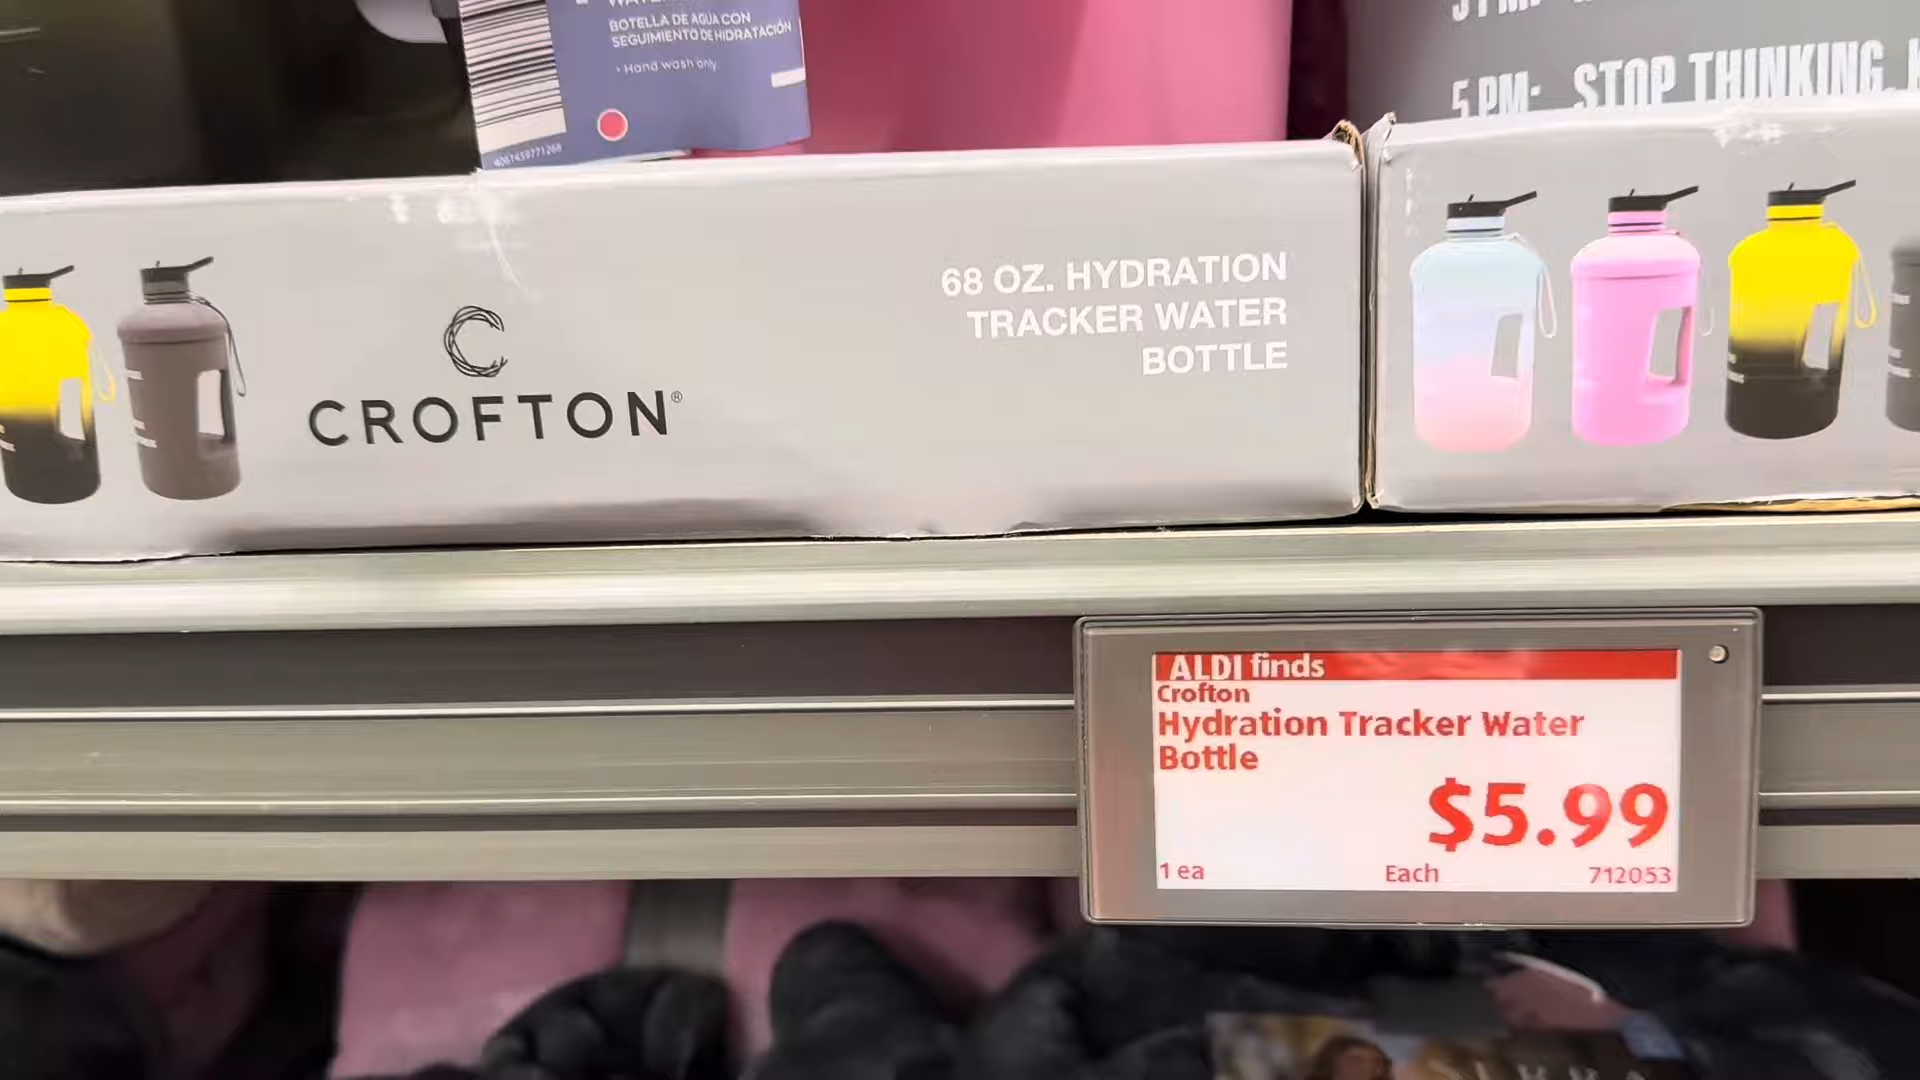 BOTELLA DE AGUA CON
SEGUIMIENTO DE HIDRATACIÓN
• Hand wash only.
4061459771268
5 PM: STOP THINKING,
C
CROFTON®
68 OZ. HYDRATION
TRACKER WATER
BOTTLE
ALDI finds
Crofton
Hydration Tracker Water
Bottle
$5.99
1 ea Each 712053